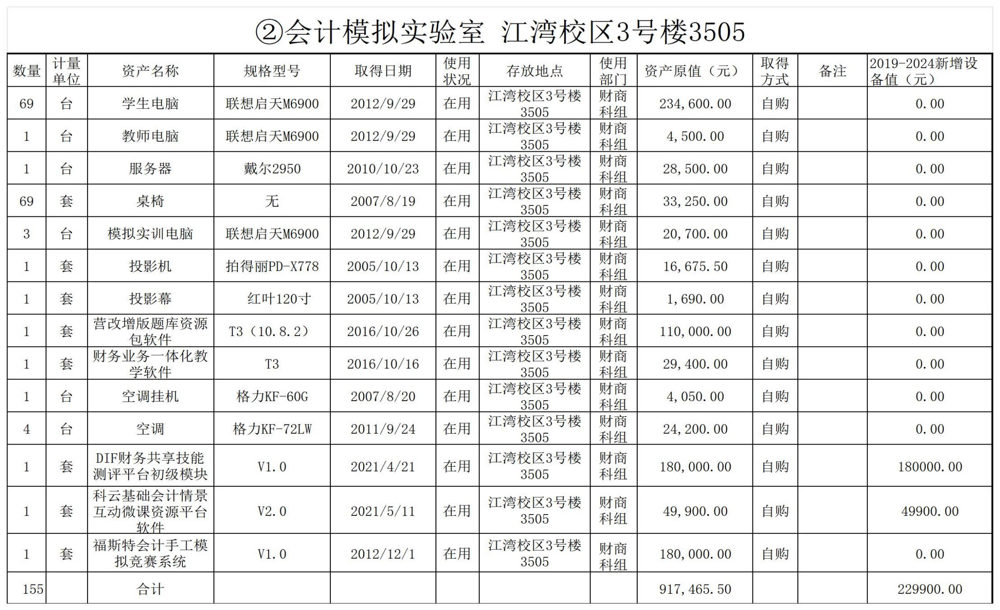 ②会计模拟实验室 江湾校区3号楼3505
数量 计量单位 资产名称 规格型号 取得日期 使用状况 存放地点 使用部门 资产原值（元） 取得方式 备注 2019-2024新增设备值（元）
69 台 学生电脑 联想启天M6900 2012/9/29 在用 江湾校区3号楼3505 财商科组 234,600.00 自购 0.00
1 台 教师电脑 联想启天M6900 2012/9/29 在用 江湾校区3号楼3505 财商科组 4,500.00 自购 0.00
1 台 服务器 戴尔2950 2010/10/23 在用 江湾校区3号楼3505 财商科组 28,500.00 自购 0.00
69 套 桌椅 无 2007/8/19 在用 江湾校区3号楼3505 财商科组 33,250.00 自购 0.00
3 台 模拟实训电脑 联想启天M6900 2012/9/29 在用 江湾校区3号楼3505 财商科组 20,700.00 自购 0.00
1 套 投影机 拍得丽PD-X778 2005/10/13 在用 江湾校区3号楼3505 财商科组 16,675.50 自购 0.00
1 套 投影幕 红叶120寸 2005/10/13 在用 江湾校区3号楼3505 财商科组 1,690.00 自购 0.00
1 套 营改增版题库资源包软件 T3（10.8.2） 2016/10/26 在用 江湾校区3号楼3505 财商科组 110,000.00 自购 0.00
1 套 财务业务一体化教学软件 T3 2016/10/16 在用 江湾校区3号楼3505 财商科组 29,400.00 自购 0.00
1 台 空调挂机 格力KF-60G 2007/8/20 在用 江湾校区3号楼3505 财商科组 4,050.00 自购 0.00
4 台 空调 格力KF-72LW 2011/9/24 在用 江湾校区3号楼3505 财商科组 24,200.00 自购 0.00
1 套 DIF财务共享技能测评平台初级模块 V1.0 2021/4/21 在用 江湾校区3号楼3505 财商科组 180,000.00 自购 180000.00
1 套 科云基础会计情景互动微课资源平台软件 V2.0 2021/5/11 在用 江湾校区3号楼3505 财商科组 49,900.00 自购 49900.00
1 套 福斯特会计手工模拟竞赛系统 V1.0 2012/12/1 在用 江湾校区3号楼3505 财商科组 180,000.00 自购 0.00
155 合计 917,465.50 229900.00